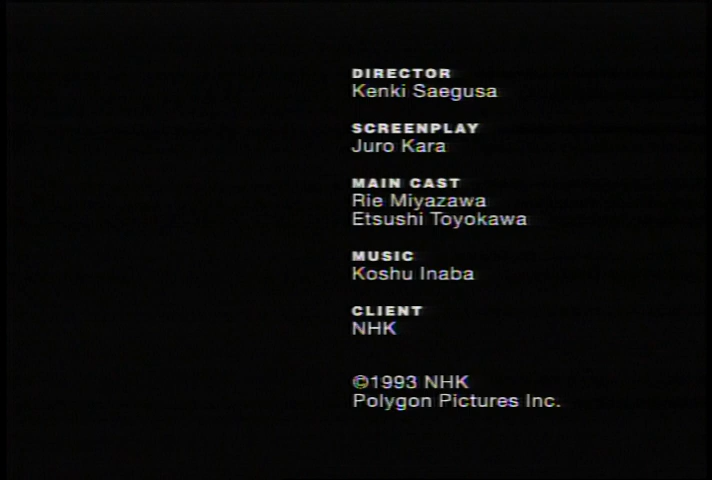 DIRECTOR
Kenki Saegusa
SCREENPLAY
Juro Kara
MAIN CAST
Rie Miyazawa
Etsushi Toyokawa
MUSIC
Koshu Inaba
CLIENT
NHK
©1993 NHK
Polygon Pictures Inc.